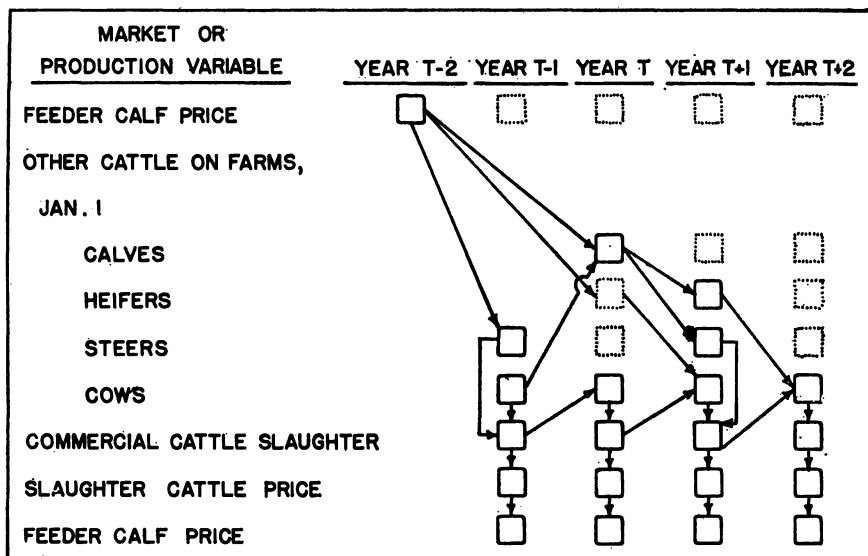 MARKET OR
PRODUCTION VARIABLE YEAR T-2 YEAR T-1 YEAR T YEAR T+1 YEAR T+2
FEEDER CALF PRICE
OTHER CATTLE ON FARMS,
JAN. 1
CALVES
HEIFERS
STEERS
COWS
COMMERCIAL CATTLE SLAUGHTER
SLAUGHTER CATTLE PRICE
FEEDER CALF PRICE